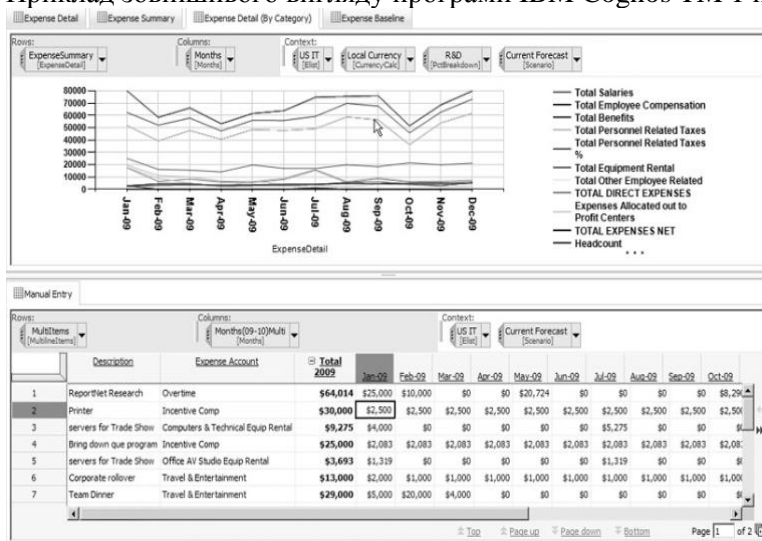 Приклад зовнішнього вигляду програми IBM Cognos TM 1
Expense Detail Expense Summary Expense Detail (By Category) Expense Baseline
Rows: Columns: Context:
ExpenseSummary Months US IT Local Currency R&D Current Forecast
[ExpenseDetail] [Months] [Elist] [CurrencyCalc] [PctBreakdown] [Scenario]
80000
70000
60000
50000
40000
30000
20000
10000
0
Jan-09 Feb-09 Mar-09 Apr-09 May-09 Jun-09 Jul-09 Aug-09 Sep-09 Oct-09 Nov-09 Dec-09
ExpenseDetail
Total Salaries
Total Employee Compensation
Total Benefits
Total Personnel Related Taxes
Total Personnel Related Taxes
%
Total Equipment Rental
Total Other Employee Related
TOTAL DIRECT EXPENSES
Expenses Allocated out to
Profit Centers
TOTAL EXPENSES NET
Headcount
...
Manual Entry
Rows: Columns: Context:
MultiItems Months(09-10)Multi US IT Current Forecast
[MultilineItems] [Months] [Elist] [Scenario]
Description Expense Account Total 2009 Jan-09 Feb-09 Mar-09 Apr-09 May-09 Jun-09 Jul-09 Aug-09 Sep-09 Oct-09
1 ReportNet Research Overtime $64,014 $25,000 $10,000 $0 $0 $20,724 $0 $0 $0 $0 $8,290
2 Printer Incentive Comp $30,000 $2,500 $2,500 $2,500 $2,500 $2,500 $2,500 $2,500 $2,500 $2,500 $2,500
3 servers for Trade Show Computers & Technical Equip Rental $9,275 $4,000 $0 $0 $0 $0 $0 $5,275 $0 $0
4 Bring down que program Incentive Comp $25,000 $2,083 $2,083 $2,083 $2,083 $2,083 $2,083 $2,083 $2,083 $2,083
5 servers for Trade Show Office AV Studio Equip Rental $3,693 $1,319 $0 $0 $0 $0 $0 $1,319 $0 $0
6 Corporate rollover Travel & Entertainment $13,000 $2,000 $1,000 $1,000 $1,000 $1,000 $1,000 $1,000 $1,000 $1,000
7 Team Dinner Travel & Entertainment $29,000 $5,000 $20,000 $4,000 $0 $0 $0 $0 $0 $0
Top Page up Page down Bottom Page 1 of 2